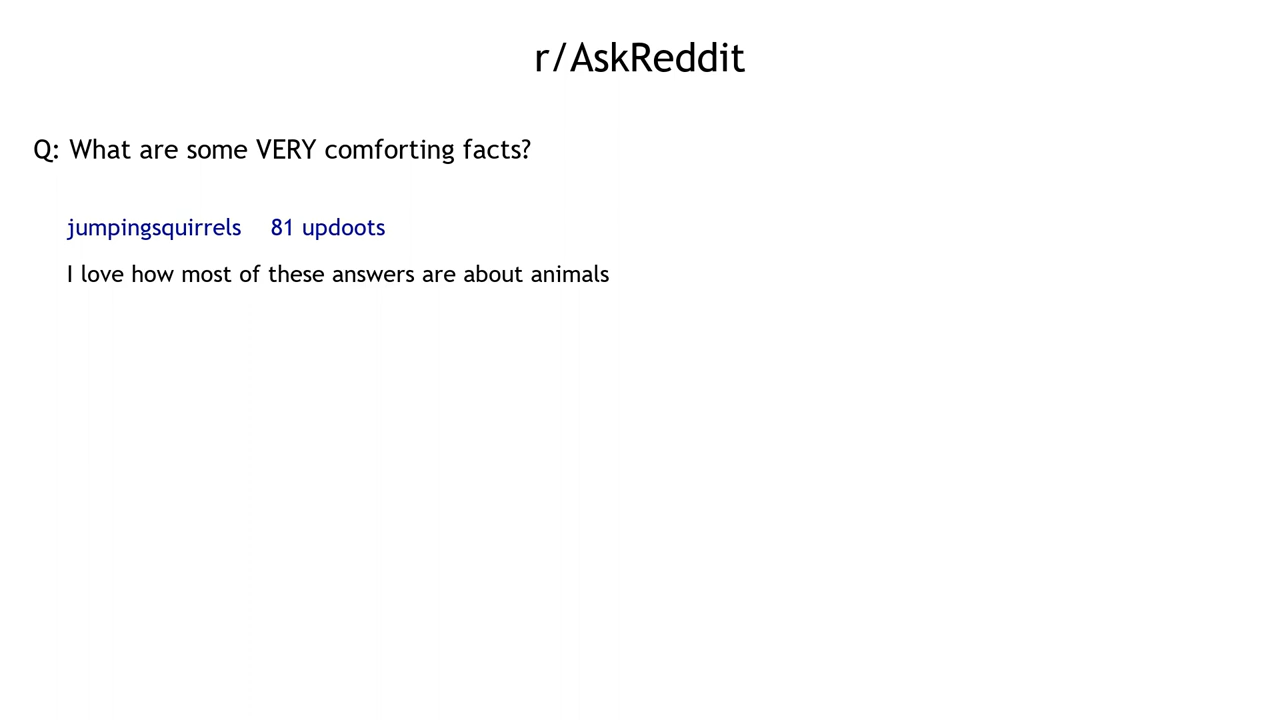 r/AskReddit
Q: What are some VERY comforting facts?
jumpingsquirrels 81 updoots
I love how most of these answers are about animals